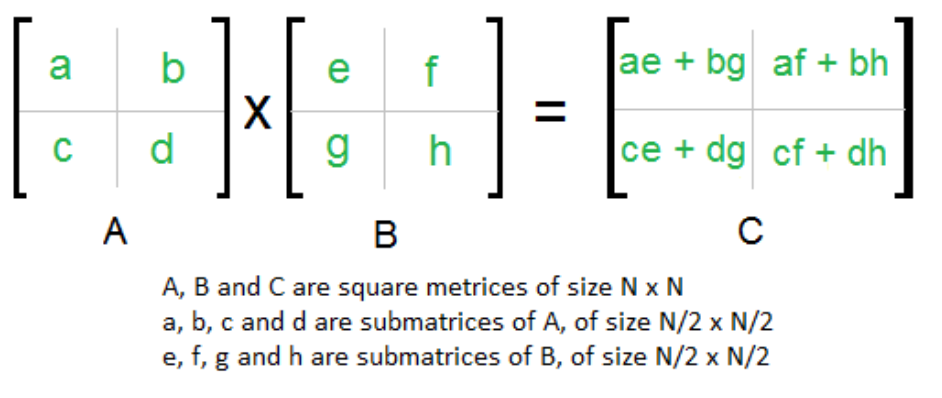 a b e f ae + bg af + bh
X =
c d g h ce + dg cf + dh
A B C
A, B and C are square metrices of size N x N
a, b, c and d are submatrices of A, of size N/2 x N/2
e, f, g and h are submatrices of B, of size N/2 x N/2